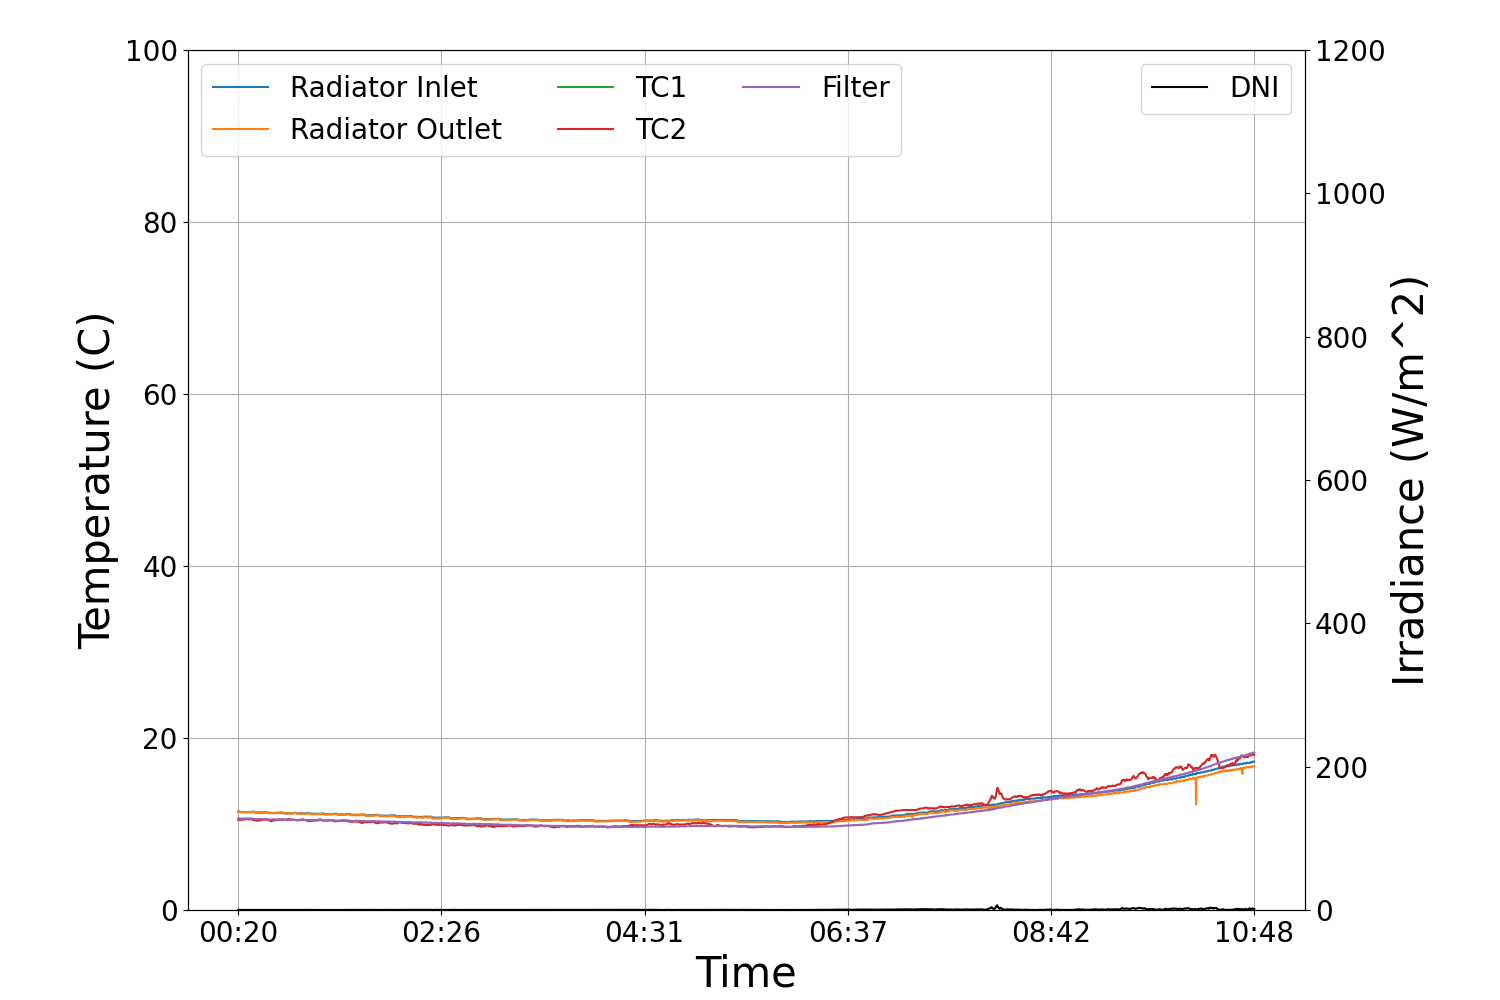 Radiator Inlet
Radiator Outlet
TC1
TC2
Filter
DNI
Temperature (C)
100
80
60
40
20
0
1200
1000
800
600
400
200
0
Irradiance (W/m^2)
00:20 02:26 04:31 06:37 08:42 10:48
Time